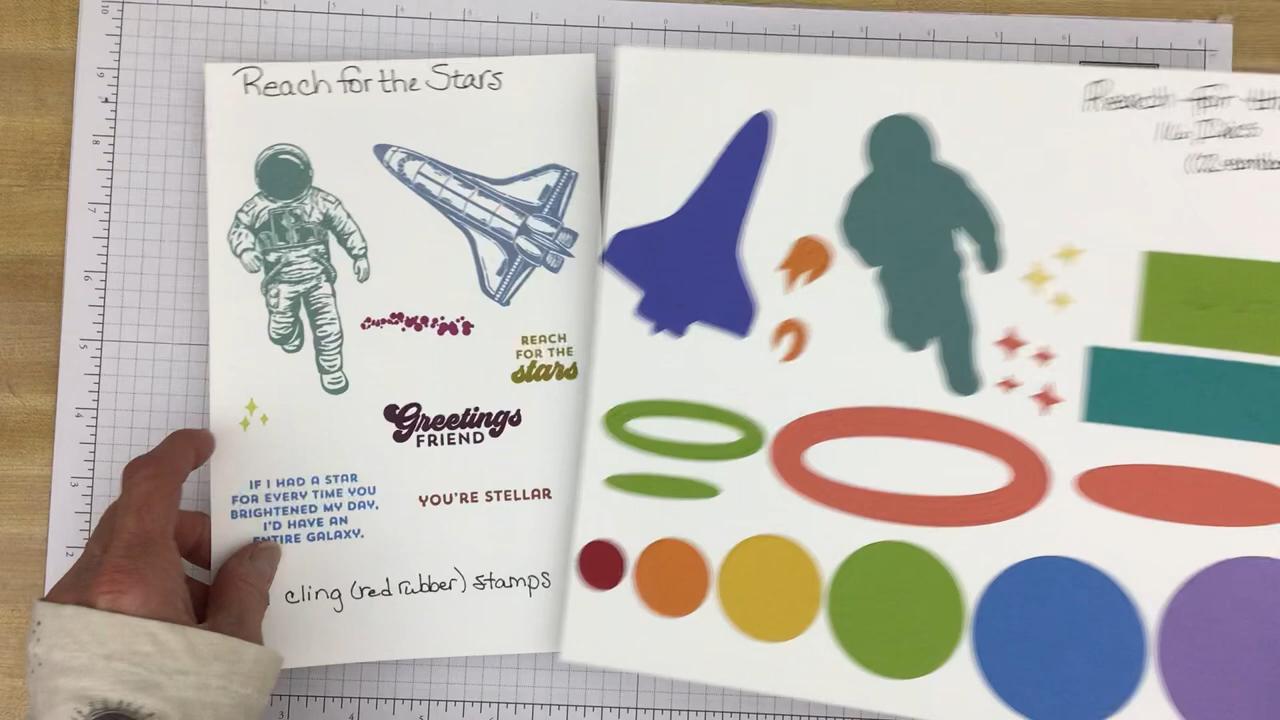 Reach for the Stars
REACH
FOR THE
stars
Greetings
FRIEND
IF I HAD A STAR
FOR EVERY TIME YOU
BRIGHTENED MY DAY,
I'D HAVE AN
ENTIRE GALAXY.
YOU'RE STELLAR
cling (red rubber) stamps